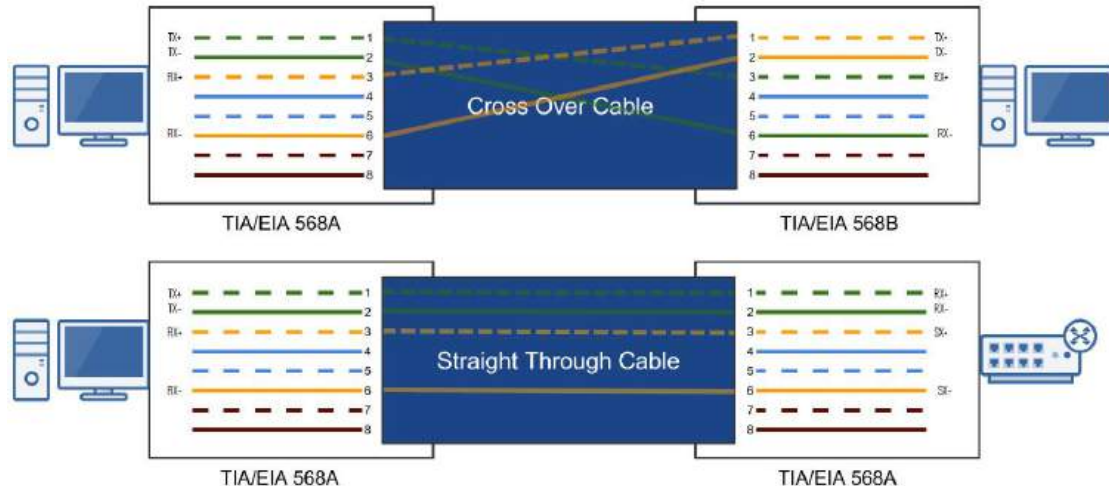 TX+ 1 1 TX+
TX- 2 2 TX-
RX+ 3 3 RX+
4 Cross Over Cable 4
5 5
RX- 6 6 RX-
7 7
8 8
TIA/EIA 568A TIA/EIA 568B
TX+ 1 1 RX+
TX- 2 2 RX-
RX+ 3 3 SX+
4 Straight Through Cable 4
5 5
RX- 6 6 SX-
7 7
8 8
TIA/EIA 568A TIA/EIA 568A